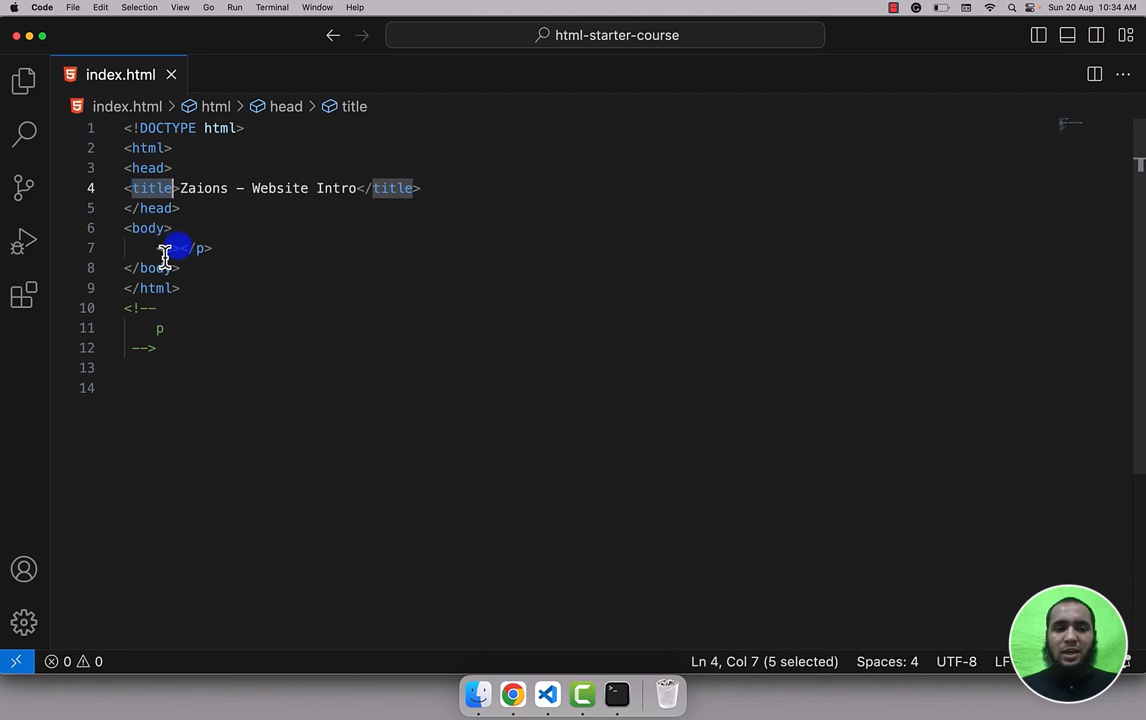 Code File Edit Selection View Go Run Terminal Window Help Sun 20 Aug 10:34 AM
html-starter-course
index.html
index.html > html > head > title
1 <!DOCTYPE html>
2 <html>
3 <head>
4 <title>Zaions - Website Intro</title>
5 </head>
6 <body>
7 </p>
8 </body>
9 </html>
10 <!--
11 p
12 -->
13
14
0 0 Ln 4, Col 7 (5 selected) Spaces: 4 UTF-8 LF